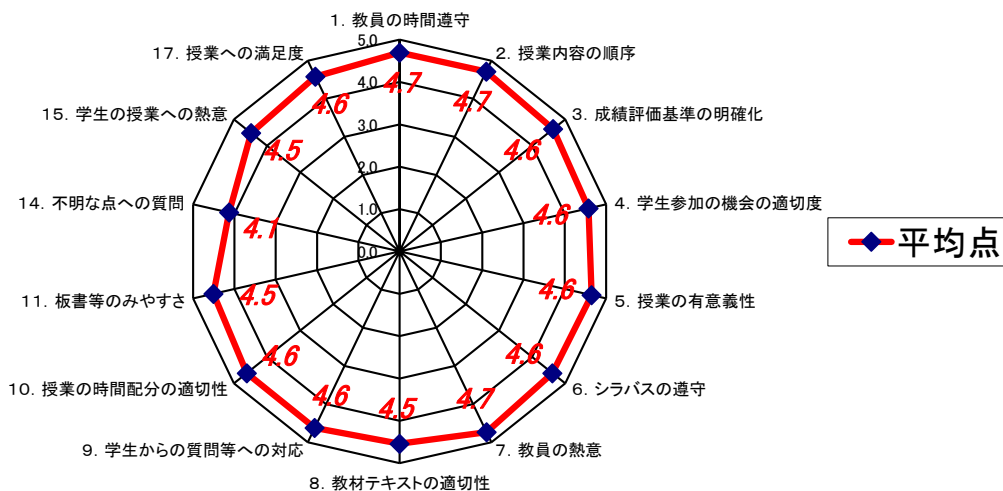 1. 教員の時間遵守
2. 授業内容の順序
3. 成績評価基準の明確化
4. 学生参加の機会の適切度
5. 授業の有意義性
6. シラバスの遵守
7. 教員の熱意
8. 教材テキストの適切性
9. 学生からの質問等への対応
10. 授業の時間配分の適切性
11. 板書等のみやすさ
14. 不明な点への質問
15. 学生の授業への熱意
17. 授業への満足度
5.0
4.0
3.0
2.0
1.0
0.0
4.7
4.7
4.6
4.6
4.6
4.6
4.7
4.5
4.6
4.6
4.5
4.1
4.5
4.6
平均点